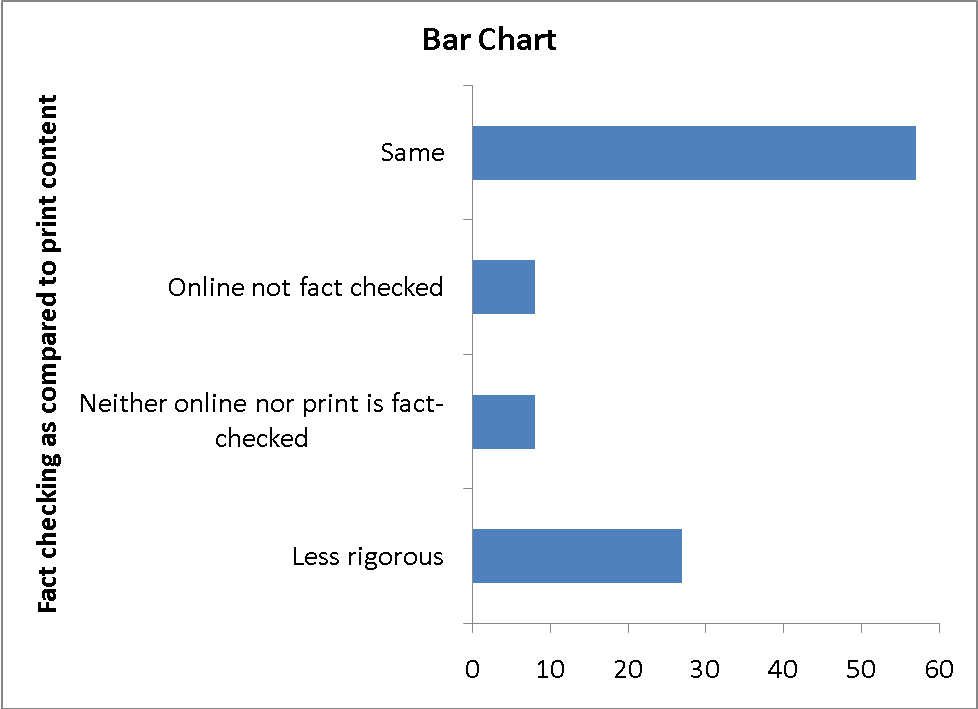 Bar Chart
Fact checking as compared to print content
Same
Online not fact checked
Neither online nor print is fact-
checked
Less rigorous
0 10 20 30 40 50 60